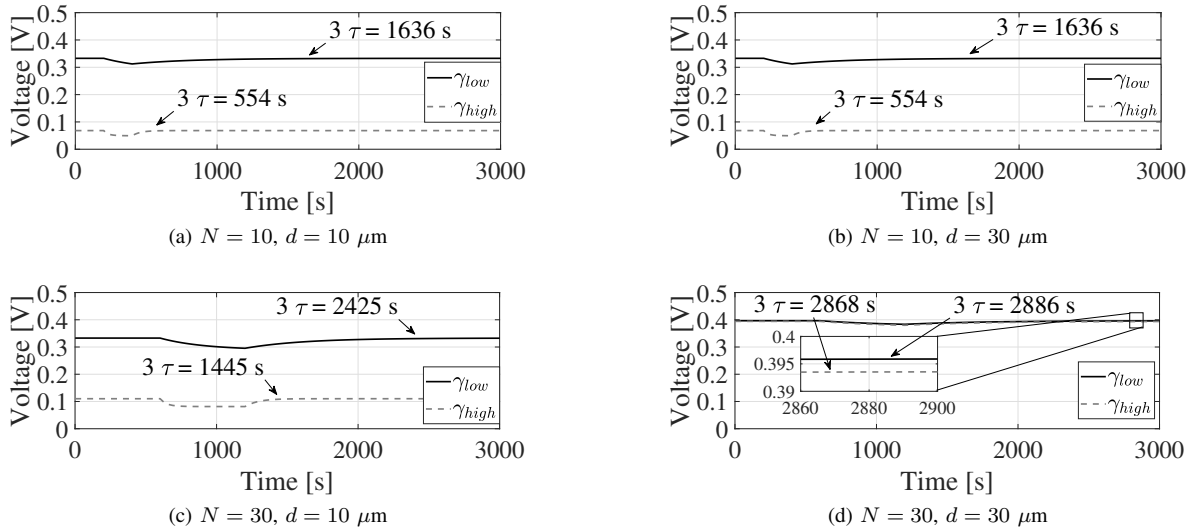 0.5
0.4
0.3
0.2
0.1
0
Voltage [V]
3 τ = 1636 s
3 τ = 554 s
γlow
γhigh
0 1000 2000 3000
Time [s]
(a) N = 10, d = 10 μm
0.5
0.4
0.3
0.2
0.1
0
Voltage [V]
3 τ = 1636 s
3 τ = 554 s
γlow
γhigh
0 1000 2000 3000
Time [s]
(b) N = 10, d = 30 μm
0.5
0.4
0.3
0.2
0.1
0
Voltage [V]
3 τ = 2425 s
3 τ = 1445 s
γlow
γhigh
0 1000 2000 3000
Time [s]
(c) N = 30, d = 10 μm
0.5
0.4
0.3
0.2
0.1
0
Voltage [V]
3 τ = 2868 s 3 τ = 2886 s
0.4
0.395
0.39
2860 2880 2900
γlow
γhigh
0 1000 2000 3000
Time [s]
(d) N = 30, d = 30 μm